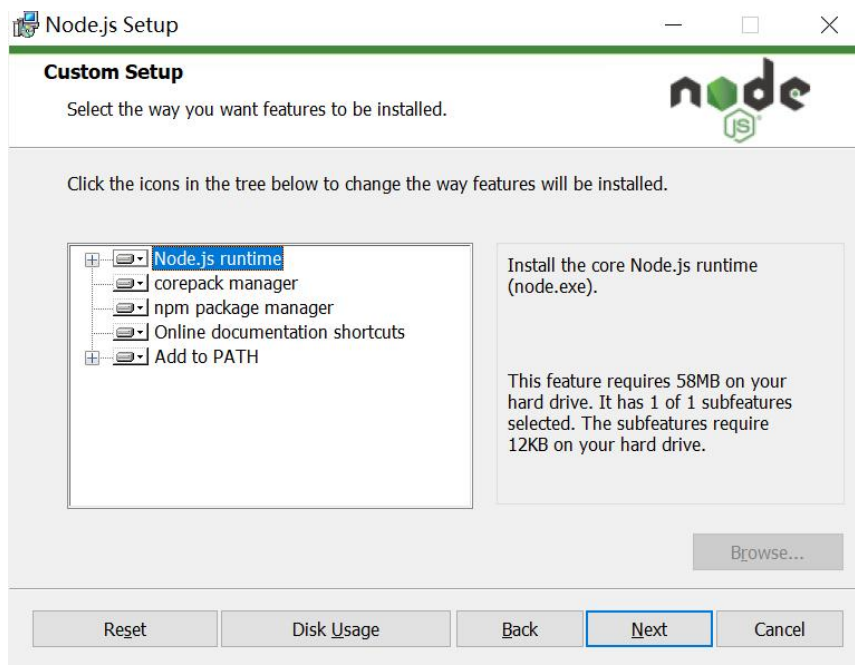 Node.js Setup
Custom Setup
Select the way you want features to be installed.
node
JS
Click the icons in the tree below to change the way features will be installed.
Node.js runtime
corepack manager
npm package manager
Online documentation shortcuts
Add to PATH
Install the core Node.js runtime
(node.exe).
This feature requires 58MB on your
hard drive. It has 1 of 1 subfeatures
selected. The subfeatures require
12KB on your hard drive.
Browse...
Reset
Disk Usage
Back
Next
Cancel